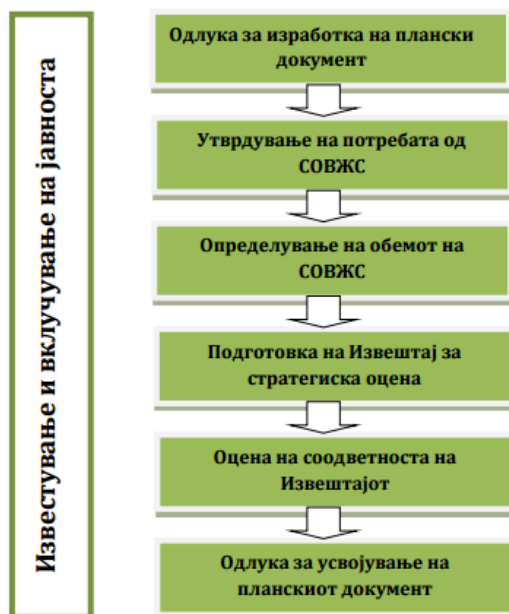 Известување и вклучување на јавноста
Одлука за изработка на плански
документ
Утврдување на потребата од
СОВЖС
Определување на обемот на
СОВЖС
Подготовка на Извештај за
стратегиска оцена
Оцена на соодветноста на
Извештајот
Одлука за усвојување на
планскиот документ